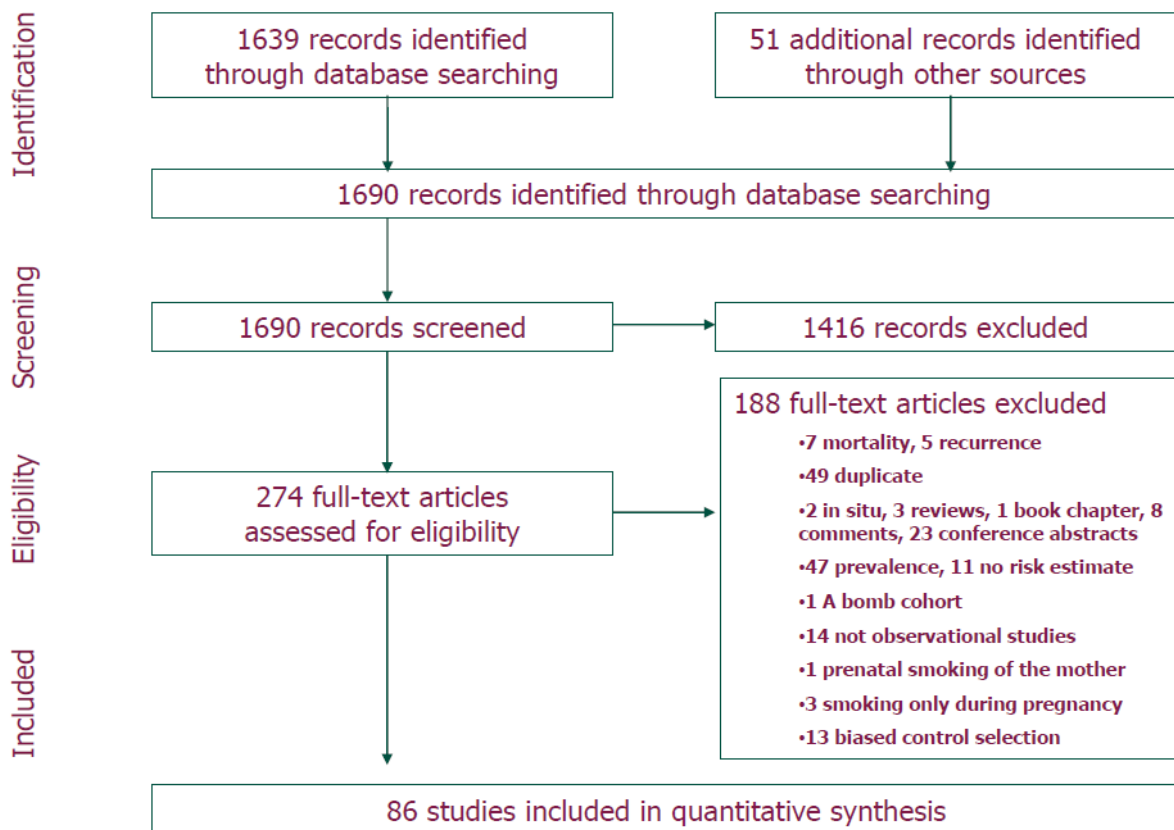 Identification
1639 records identified
through database searching
51 additional records identified
through other sources
1690 records identified through database searching
Screening
1690 records screened
1416 records excluded
Eligibility
274 full-text articles
assessed for eligibility
188 full-text articles excluded
•7 mortality, 5 recurrence
•49 duplicate
•2 in situ, 3 reviews, 1 book chapter, 8
comments, 23 conference abstracts
•47 prevalence, 11 no risk estimate
•1 A bomb cohort
•14 not observational studies
•1 prenatal smoking of the mother
•3 smoking only during pregnancy
•13 biased control selection
Included
86 studies included in quantitative synthesis